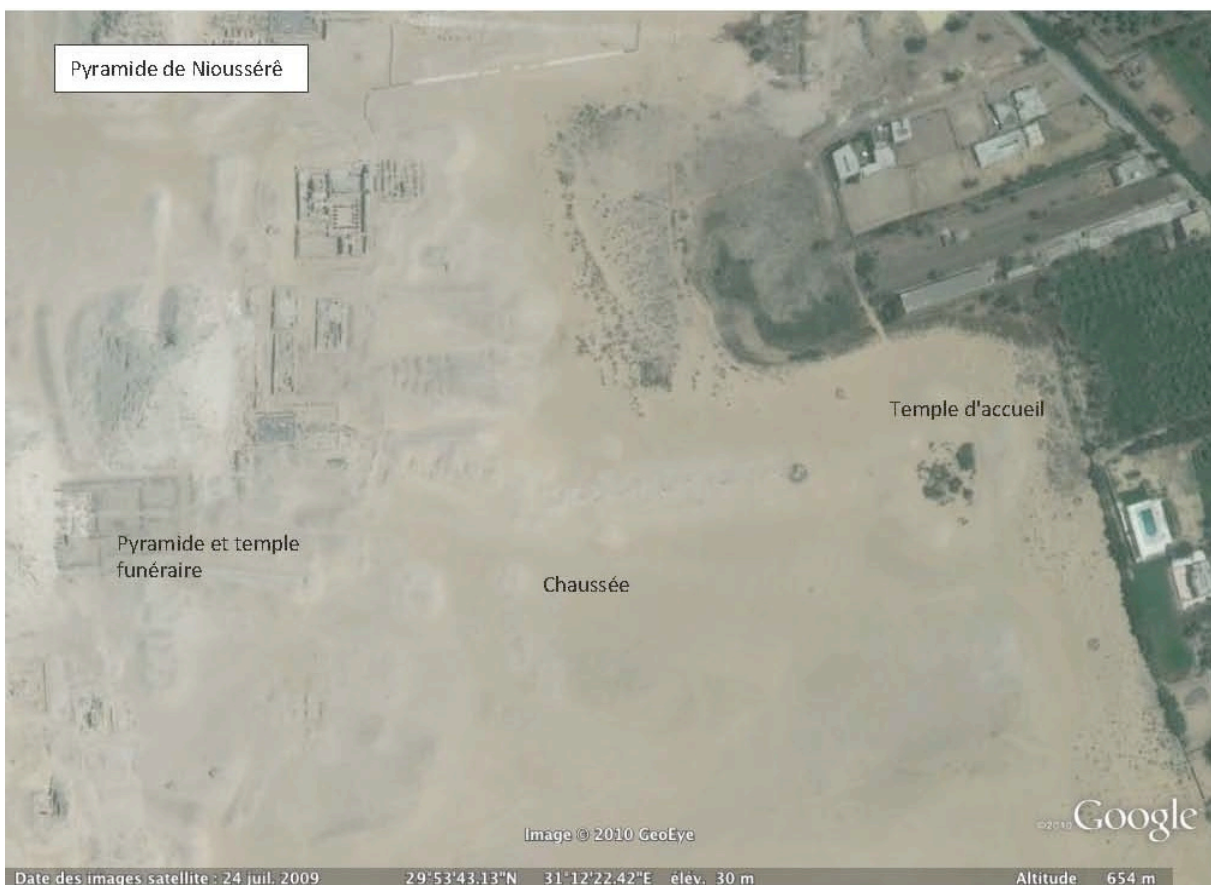 Pyramide de Nioussérê
Temple d'accueil
Pyramide et temple
funéraire
Chaussée
Image © 2010 GeoEye
©2010 Google
Date des images satellite : 24 juil. 2009 29°53'43.13"N 31°12'22.42"E élév. 30 m Altitude 654 m